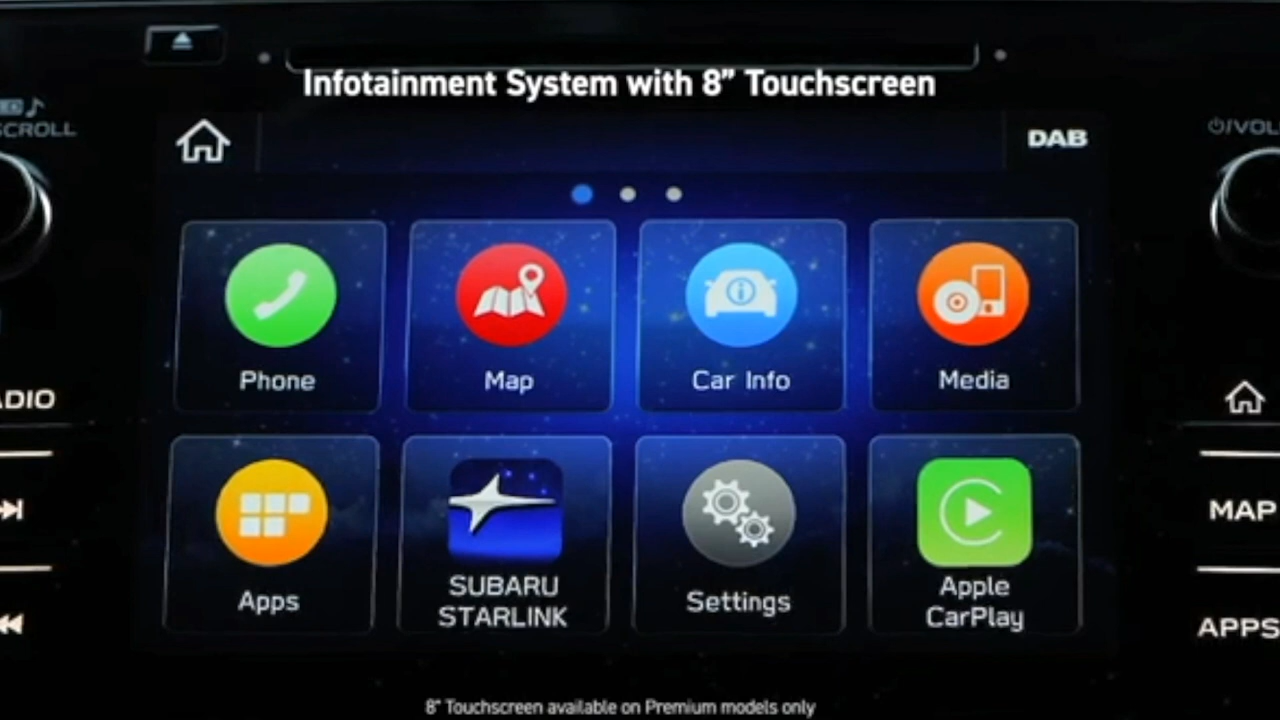 Infotainment System with 8” Touchscreen
SCROLL
DAB
⏻/VOL
Phone
Map
Car Info
Media
ADIO
Apps
SUBARU
STARLINK
Settings
Apple
CarPlay
MAP
APPS
8” Touchscreen available on Premium models only